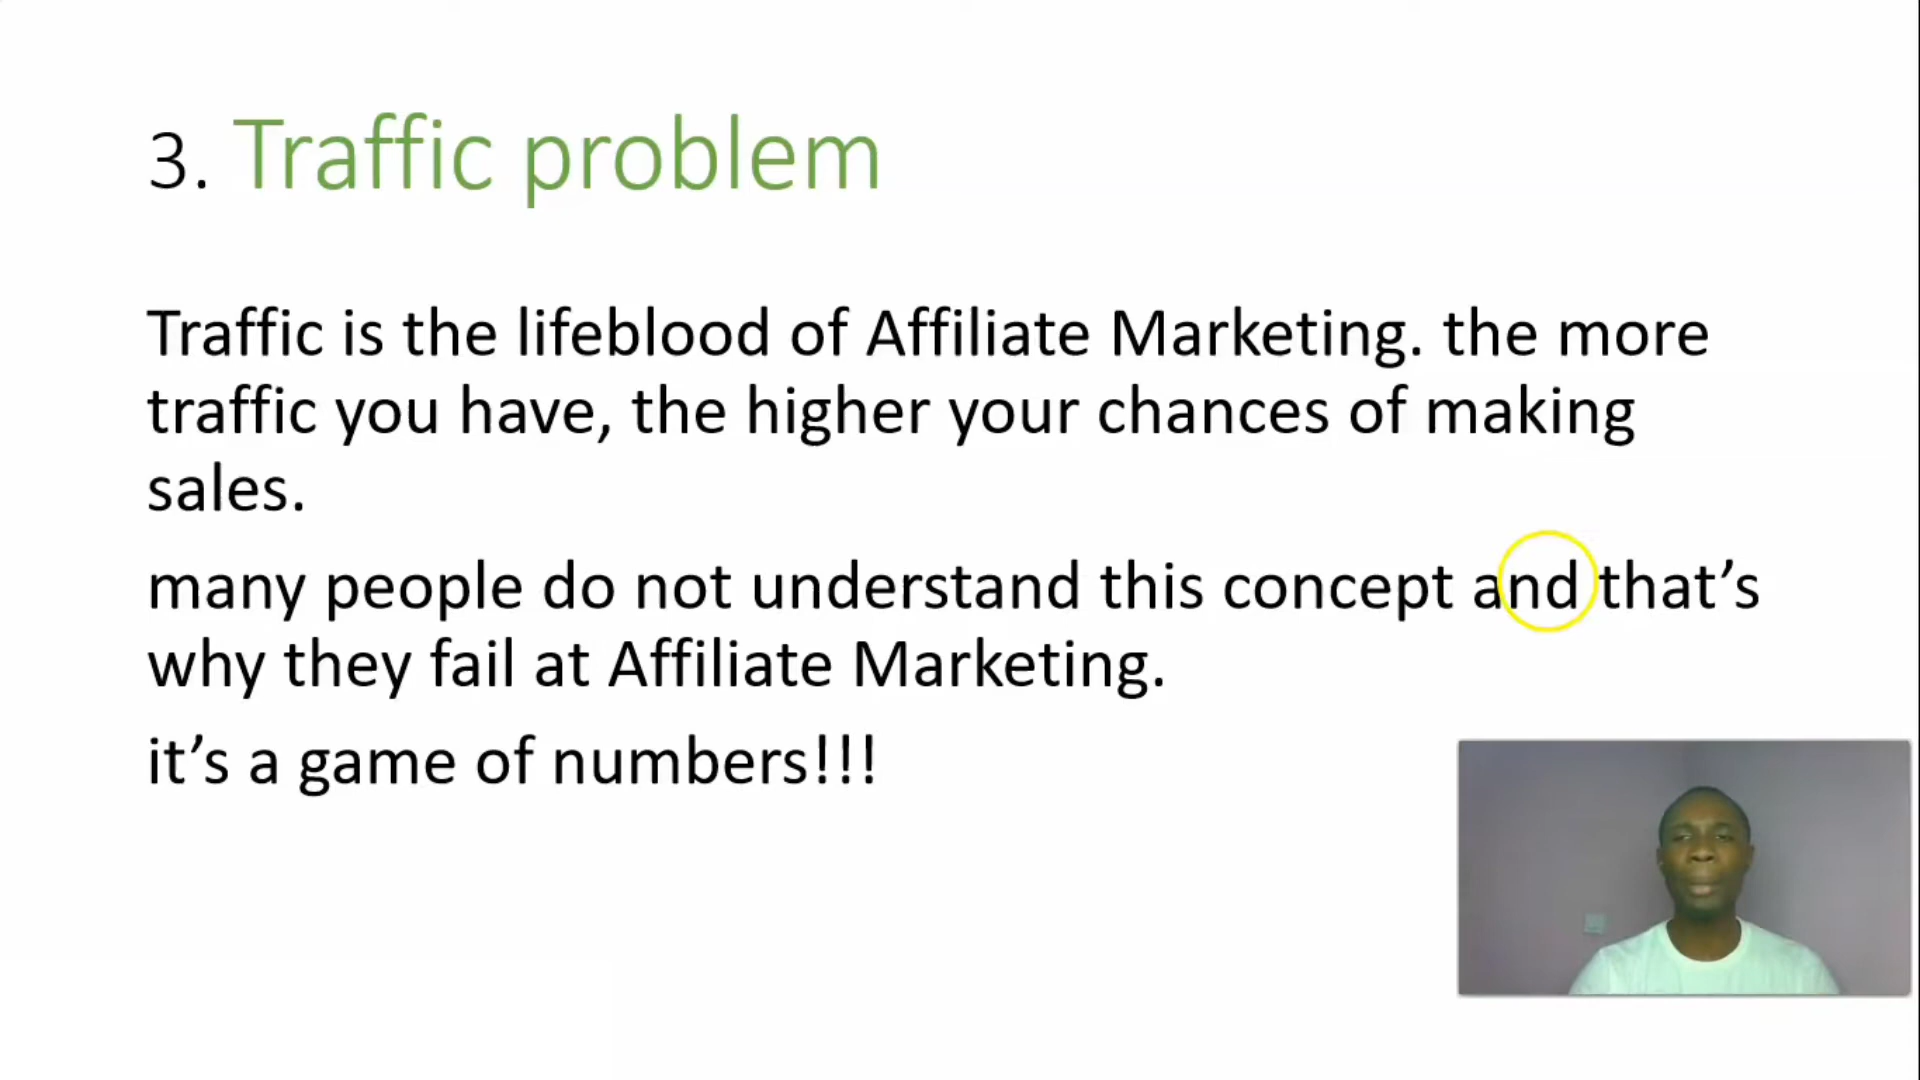 3. Traffic problem
Traffic is the lifeblood of Affiliate Marketing. the more
traffic you have, the higher your chances of making
sales.
many people do not understand this concept and that’s
why they fail at Affiliate Marketing.
it’s a game of numbers!!!